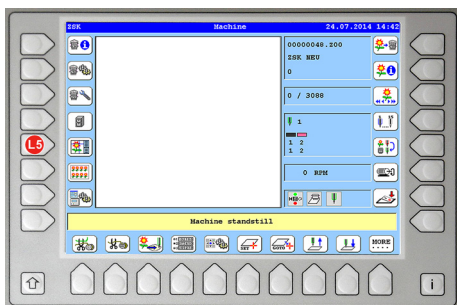 ZSK Machine 24.07.2014 14:42
00000048.200
ZSK NEU
0
0 / 3088
1
1 2
1 2
L5
0 RPM
Machine standstill
SET
GOTO
MORE
....
i